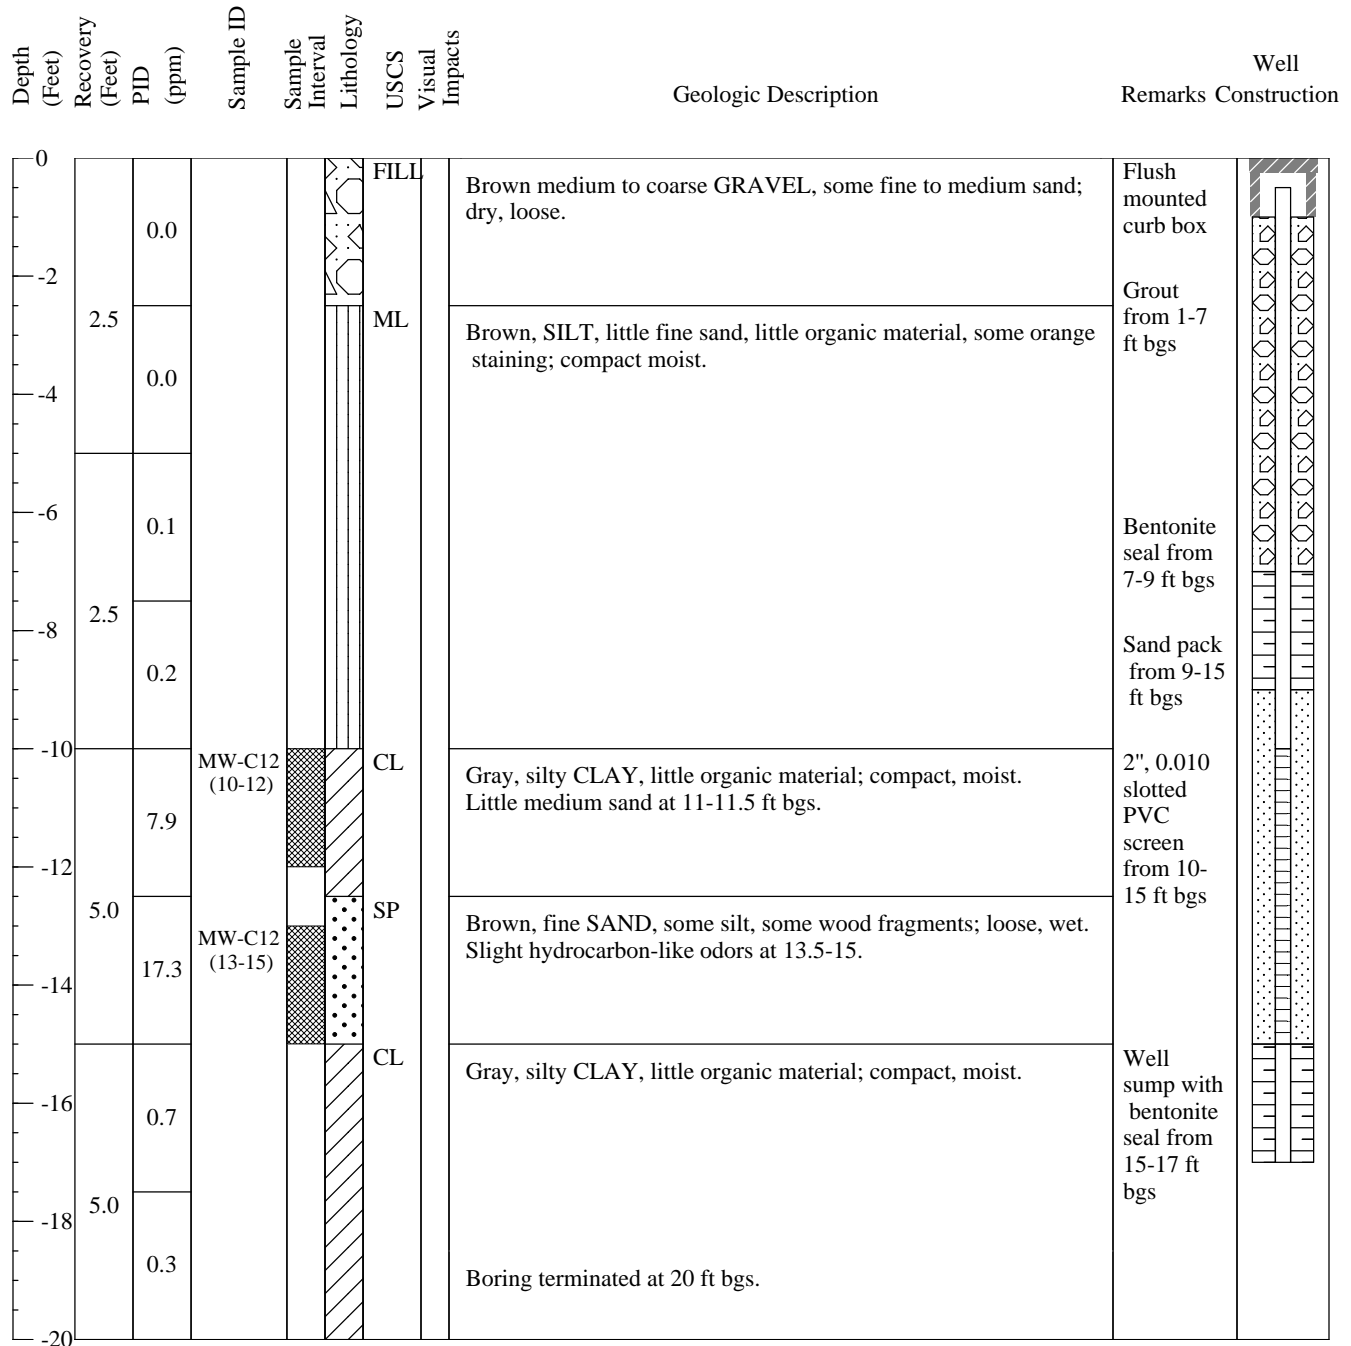 Depth
(Feet)
Recovery
(Feet)
PID
(ppm)
Sample ID
Sample
Interval
Lithology
USCS
Visual
Impacts
Geologic Description
Remarks
Well
Construction
0
-2
-4
-6
-8
-10
-12
-14
-16
-18
-20
2.5
2.5
5.0
5.0
0.0
0.0
0.1
0.2
7.9
17.3
0.7
0.3
MW-C12
(10-12)
MW-C12
(13-15)
FILL
ML
CL
SP
CL
Brown medium to coarse GRAVEL, some fine to medium sand;
dry, loose.
Brown, SILT, little fine sand, little organic material, some orange
staining; compact moist.
Gray, silty CLAY, little organic material; compact, moist.
Little medium sand at 11-11.5 ft bgs.
Brown, fine SAND, some silt, some wood fragments; loose, wet.
Slight hydrocarbon-like odors at 13.5-15.
Gray, silty CLAY, little organic material; compact, moist.
Boring terminated at 20 ft bgs.
Flush
mounted
curb box
Grout
from 1-7
ft bgs
Bentonite
seal from
7-9 ft bgs
Sand pack
from 9-15
ft bgs
2", 0.010
slotted
PVC
screen
from 10-
15 ft bgs
Well
sump with
bentonite
seal from
15-17 ft
bgs